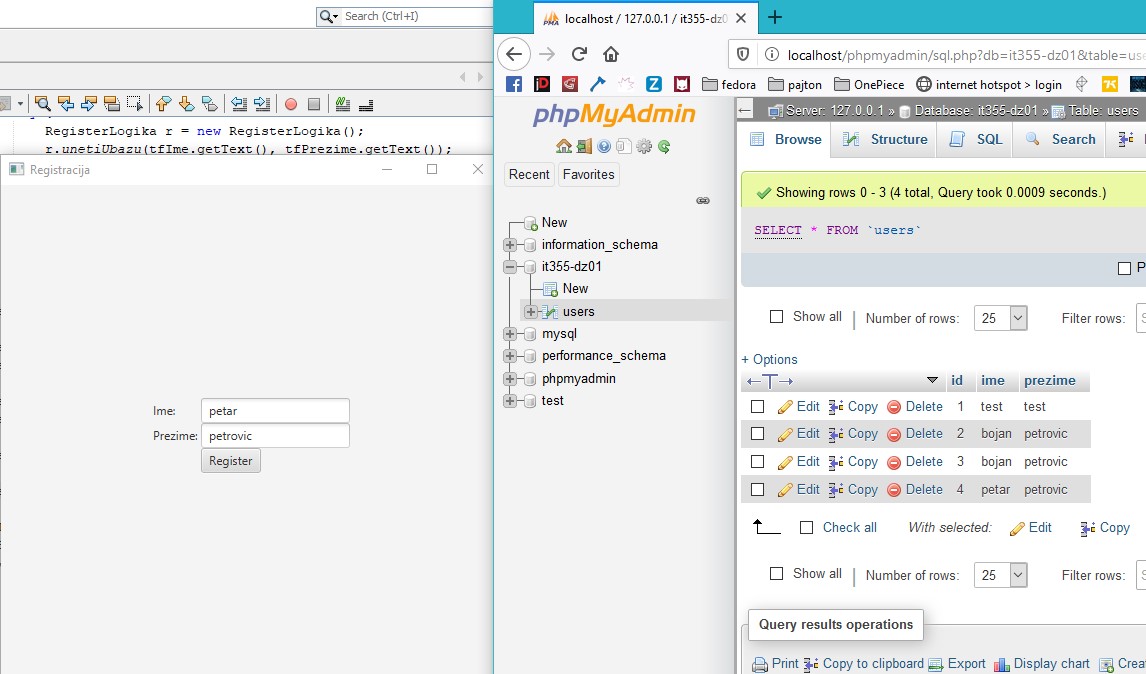 Search (Ctrl+I)
RegisterLogika r = new RegisterLogika();
r.unetiUbazu(tfIme.getText(), tfPrezime.getText());
Registracija
Ime: petar
Prezime: petrovic
Register
localhost / 127.0.0.1 / it355-dz0
localhost/phpmyadmin/sql.php?db=it355-dz01&table=use
fedora pajton OnePiece internet hotspot > login
phpMyAdmin
Recent Favorites
New
information_schema
it355-dz01
New
users
mysql
performance_schema
phpmyadmin
test
Server: 127.0.0.1 » Database: it355-dz01 » Table: users
Browse Structure SQL Search
Showing rows 0 - 3 (4 total, Query took 0.0009 seconds.)
SELECT * FROM `users`
P
Show all | Number of rows: 25 Filter rows: S
+ Options
←T→ id ime prezime
Edit Copy Delete 1 test test
Edit Copy Delete 2 bojan petrovic
Edit Copy Delete 3 bojan petrovic
Edit Copy Delete 4 petar petrovic
Check all With selected: Edit Copy
Show all | Number of rows: 25 Filter rows: S
Query results operations
Print Copy to clipboard Export Display chart Crea